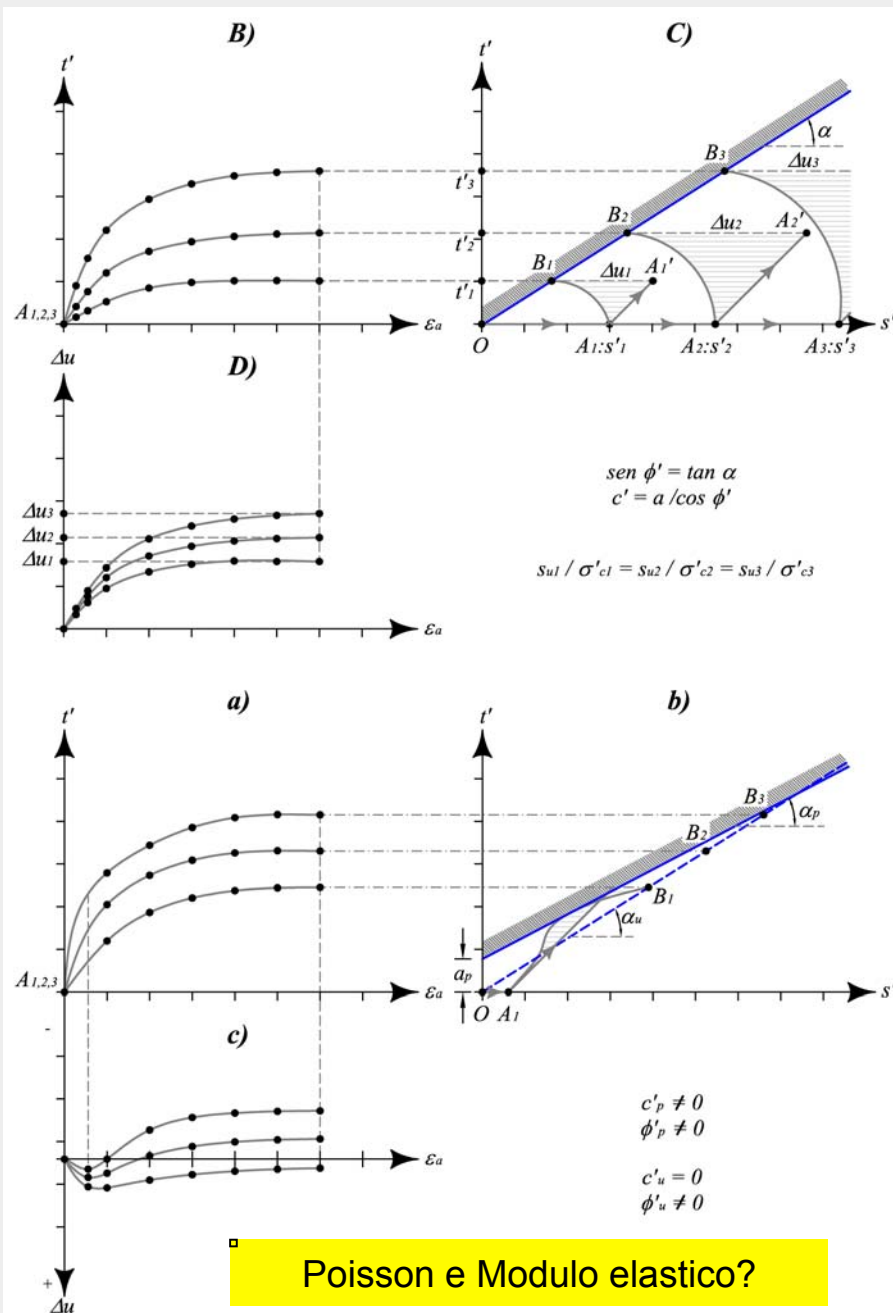 B)
t'
A1,2,3
εa
C)
t'
α
B3
Δu3
t'3
B2
Δu2
A2'
t'2
B1
Δu1
A1'
t'1
O
A1:s'1
A2:s'2
A3:s'3
s'
D)
Δu
Δu3
Δu2
Δu1
εa
sen ϕ' = tan α
c' = a /cos ϕ'
su1 / σ'c1 = su2 / σ'c2 = su3 / σ'c3
a)
t'
A1,2,3
εa
b)
t'
B3
αp
B2
B1
αu
ap
O A1
s'
c)
-
εa
+
Δu
c'p ≠ 0
ϕ'p ≠ 0
c'u = 0
ϕ'u ≠ 0
Poisson e Modulo elastico?